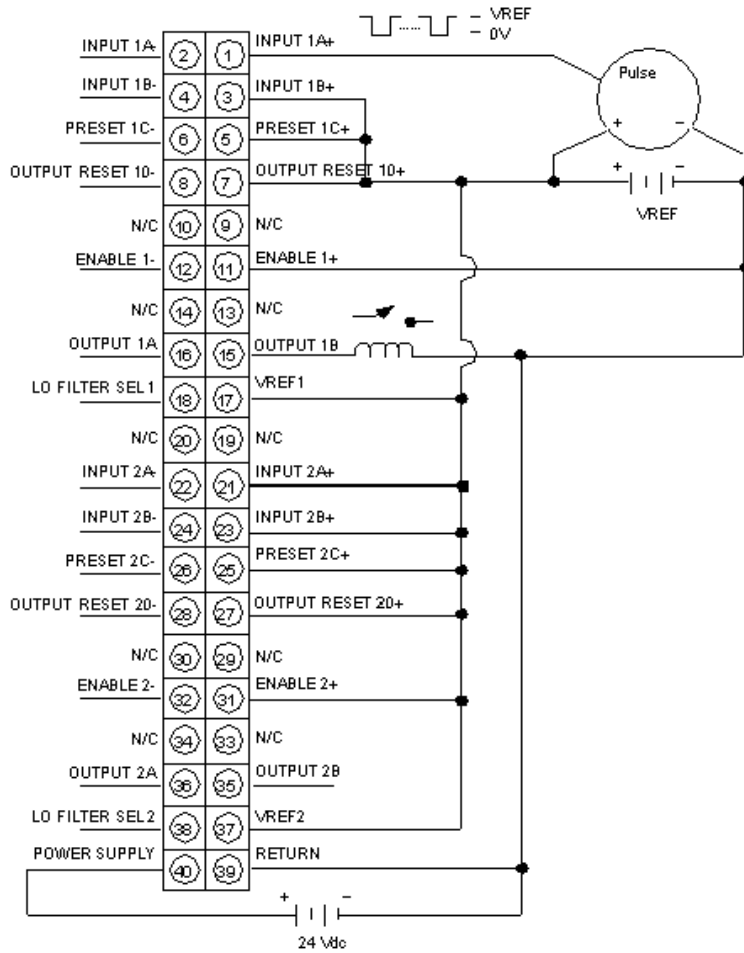 VREF
0V
INPUT 1A- 2 1 INPUT 1A+
Pulse
INPUT 1B- 4 3 INPUT 1B+
+ -
PRESET 1C- 6 5 PRESET 1C+
OUTPUT RESET 10- 8 7 OUTPUT RESET 10+
+ -
VREF
N/C 10 9 N/C
ENABLE 1- 12 11 ENABLE 1+
N/C 14 13 N/C
OUTPUT 1A 16 15 OUTPUT 1B
LO FILTER SEL1 18 17 VREF1
N/C 20 19 N/C
INPUT 2A- 22 21 INPUT 2A+
INPUT 2B- 24 23 INPUT 2B+
PRESET 2C- 26 25 PRESET 2C+
OUTPUT RESET 20- 28 27 OUTPUT RESET 20+
N/C 30 29 N/C
ENABLE 2- 32 31 ENABLE 2+
N/C 34 33 N/C
OUTPUT 2A 36 35 OUTPUT 2B
LO FILTER SEL2 38 37 VREF2
POWER SUPPLY 40 39 RETURN
+ -
24 Vdc